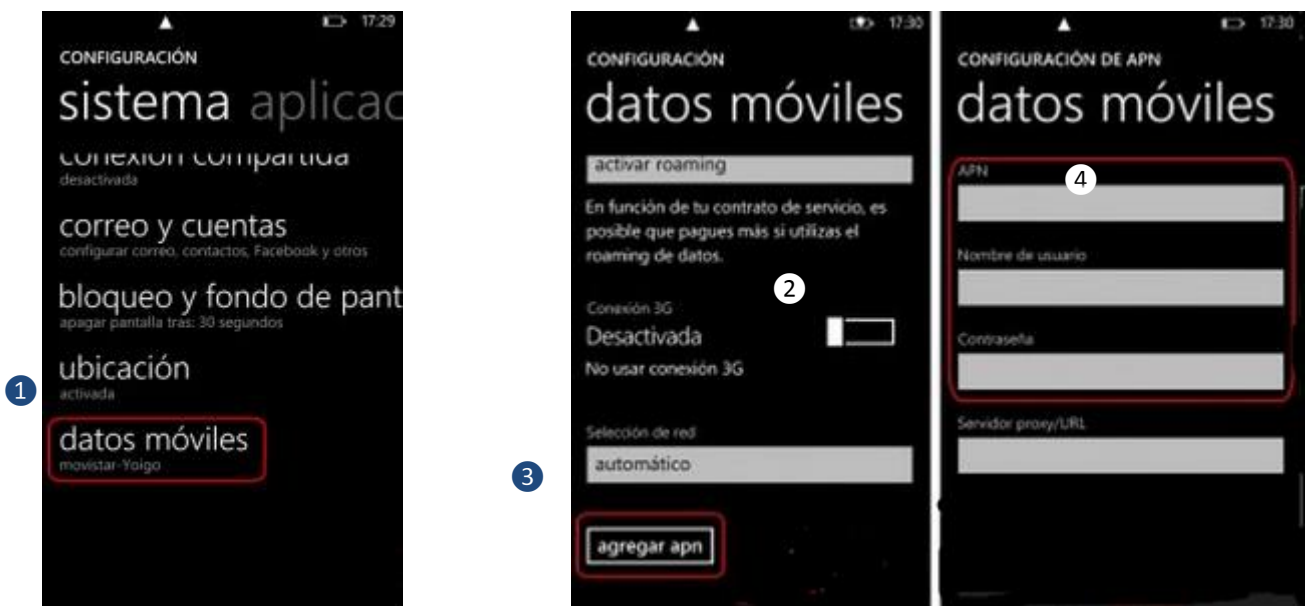 17:29
CONFIGURACIÓN
sistema aplicac
conexión compartida
desactivada
correo y cuentas
configurar correo, contactos, Facebook y otros
bloqueo y fondo de pant
apagar pantalla tras: 30 segundos
ubicación
activada
1
datos móviles
movistar-Yoigo
17:30
CONFIGURACIÓN
datos móviles
activar roaming
En función de tu contrato de servicio, es
posible que pagues más si utilizas el
roaming de datos.
2
Conexión 3G
Desactivada
No usar conexión 3G
Selección de red
automático
3
agregar apn
17:30
CONFIGURACIÓN DE APN
datos móviles
APN
4
Nombre de usuario
Contraseña
Servidor proxy/URL